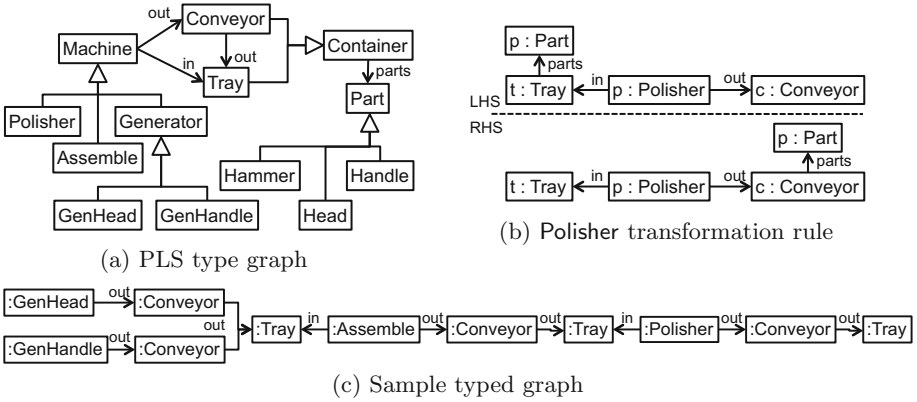 Machine
out
Conveyor
in
out
Tray
Container
parts
Part
Polisher
Generator
Assemble
GenHead
GenHandle
Hammer
Handle
Head
(a) PLS type graph
p : Part
parts
t : Tray
in
p : Polisher
out
c : Conveyor
LHS
RHS
p : Part
parts
t : Tray
in
p : Polisher
out
c : Conveyor
(b) Polisher transformation rule
:GenHead
out
:Conveyor
out
:GenHandle
out
:Conveyor
:Tray
in
:Assemble
out
:Conveyor
out
:Tray
in
:Polisher
out
:Conveyor
out
:Tray
(c) Sample typed graph